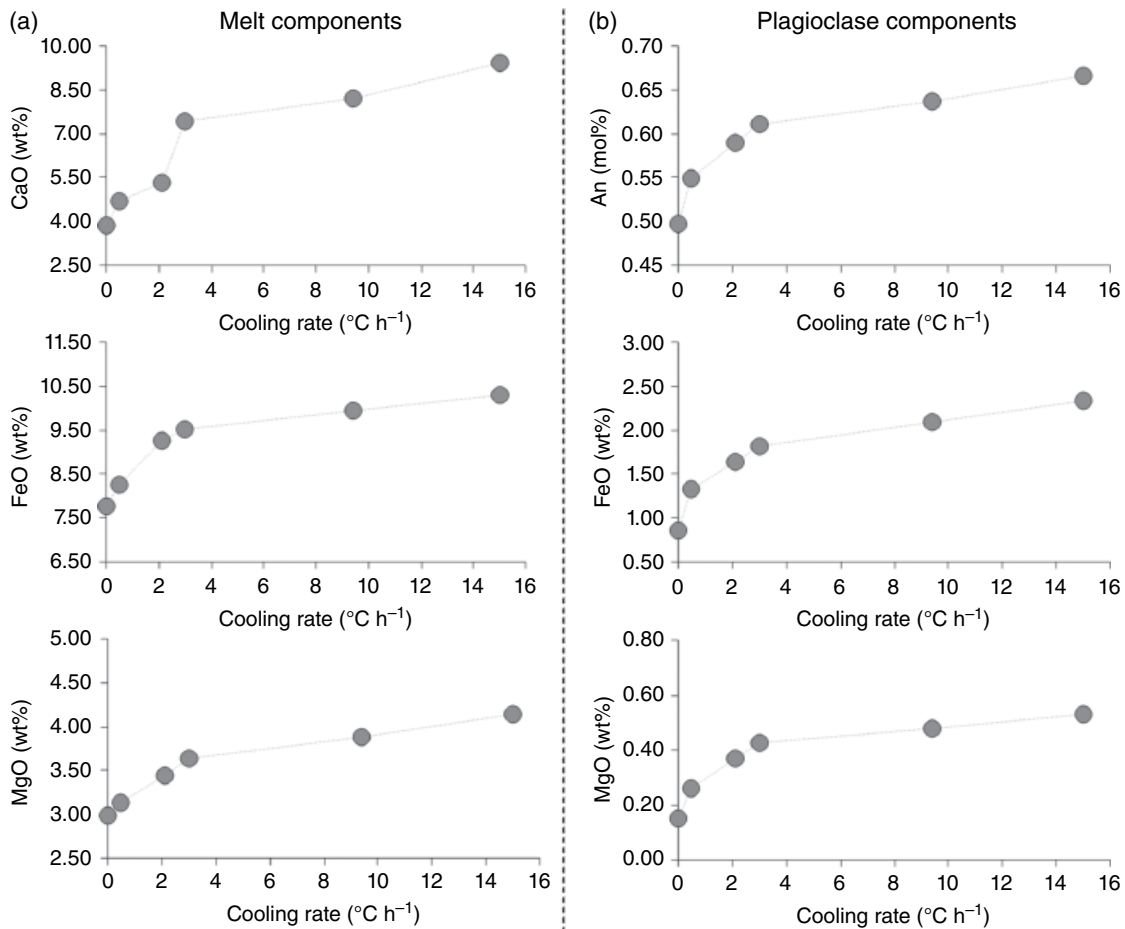 (a) Melt components
10.00
8.50
7.00
5.50
4.00
2.50
CaO (wt%)
0 2 4 6 8 10 12 14 16
Cooling rate (°C h⁻¹)
11.50
10.50
9.50
8.50
7.50
6.50
FeO (wt%)
0 2 4 6 8 10 12 14 16
Cooling rate (°C h⁻¹)
5.00
4.50
4.00
3.50
3.00
2.50
MgO (wt%)
0 2 4 6 8 10 12 14 16
Cooling rate (°C h⁻¹)
(b) Plagioclase components
0.70
0.65
0.60
0.55
0.50
0.45
An (mol%)
0 2 4 6 8 10 12 14 16
Cooling rate (°C h⁻¹)
3.00
2.50
2.00
1.50
1.00
0.50
FeO (wt%)
0 2 4 6 8 10 12 14 16
Cooling rate (°C h⁻¹)
0.80
0.60
0.40
0.20
0.00
MgO (wt%)
0 2 4 6 8 10 12 14 16
Cooling rate (°C h⁻¹)